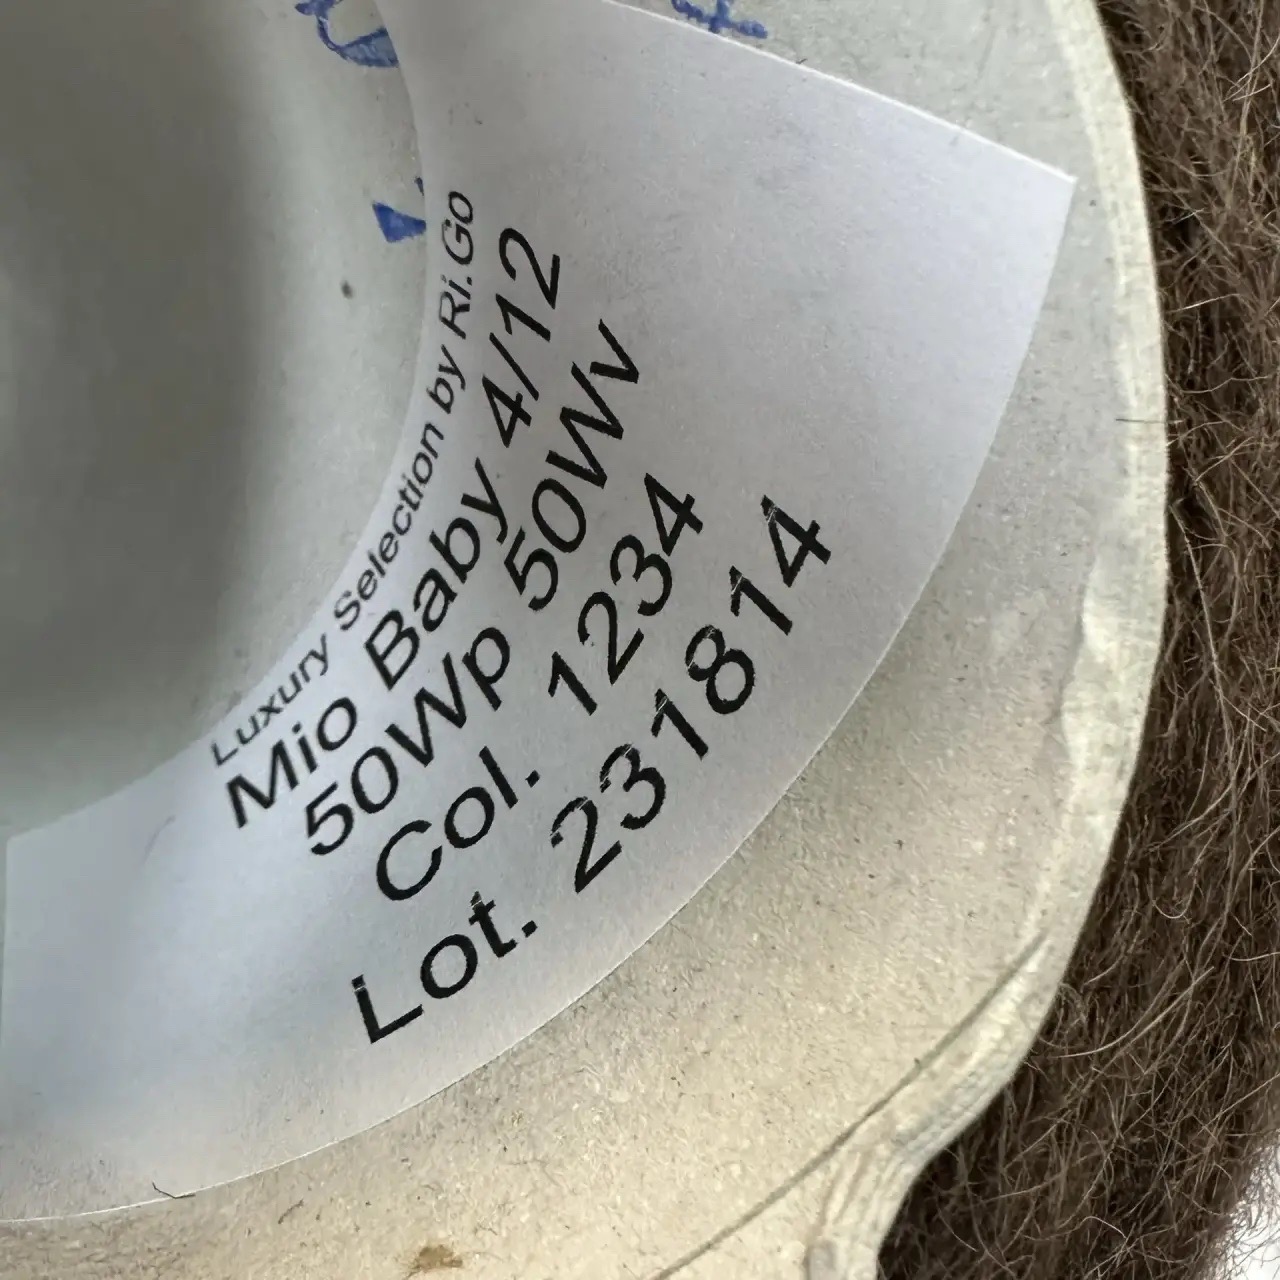 Luxury Selection by Ri.Go
Mio Baby 4/12
50Wp 50Wv
Col. 1234
Lot. 231814